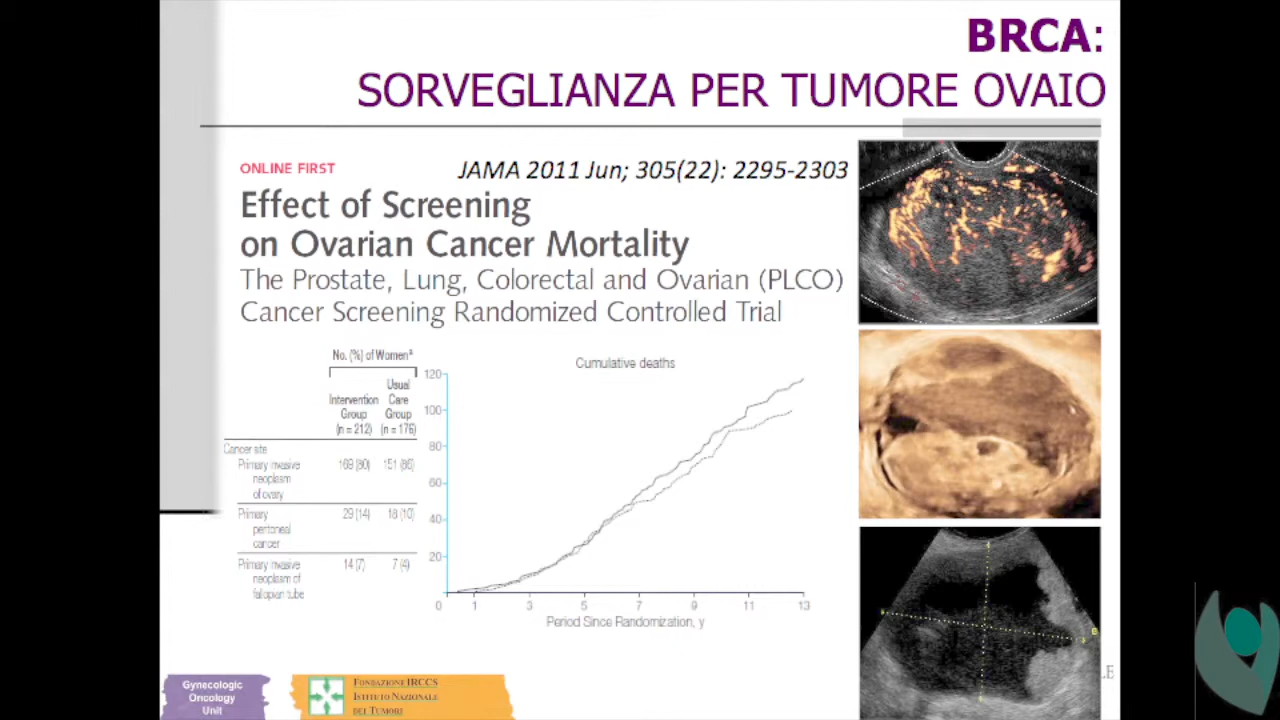 BRCA:
SORVEGLIANZA PER TUMORE OVAIO
ONLINE FIRST
JAMA 2011 Jun; 305(22): 2295-2303
Effect of Screening
on Ovarian Cancer Mortality
The Prostate, Lung, Colorectal and Ovarian (PLCO)
Cancer Screening Randomized Controlled Trial
No. (%) of Womenª
Intervention Group (n = 212)
Usual Care Group (n = 176)
Cancer site
Primary invasive neoplasm of ovary 169 (80) 151 (86)
Primary peritoneal cancer 29 (14) 18 (10)
Primary invasive neoplasm of fallopian tube 14 (7) 7 (4)
Cumulative deaths
120
100
80
60
40
20
0 1 3 5 7 9 11 13
Period Since Randomization, y
Gynecologic
Oncology
Unit
FONDAZIONE IRCCS
ISTITUTO NAZIONALE
DEI TUMORI